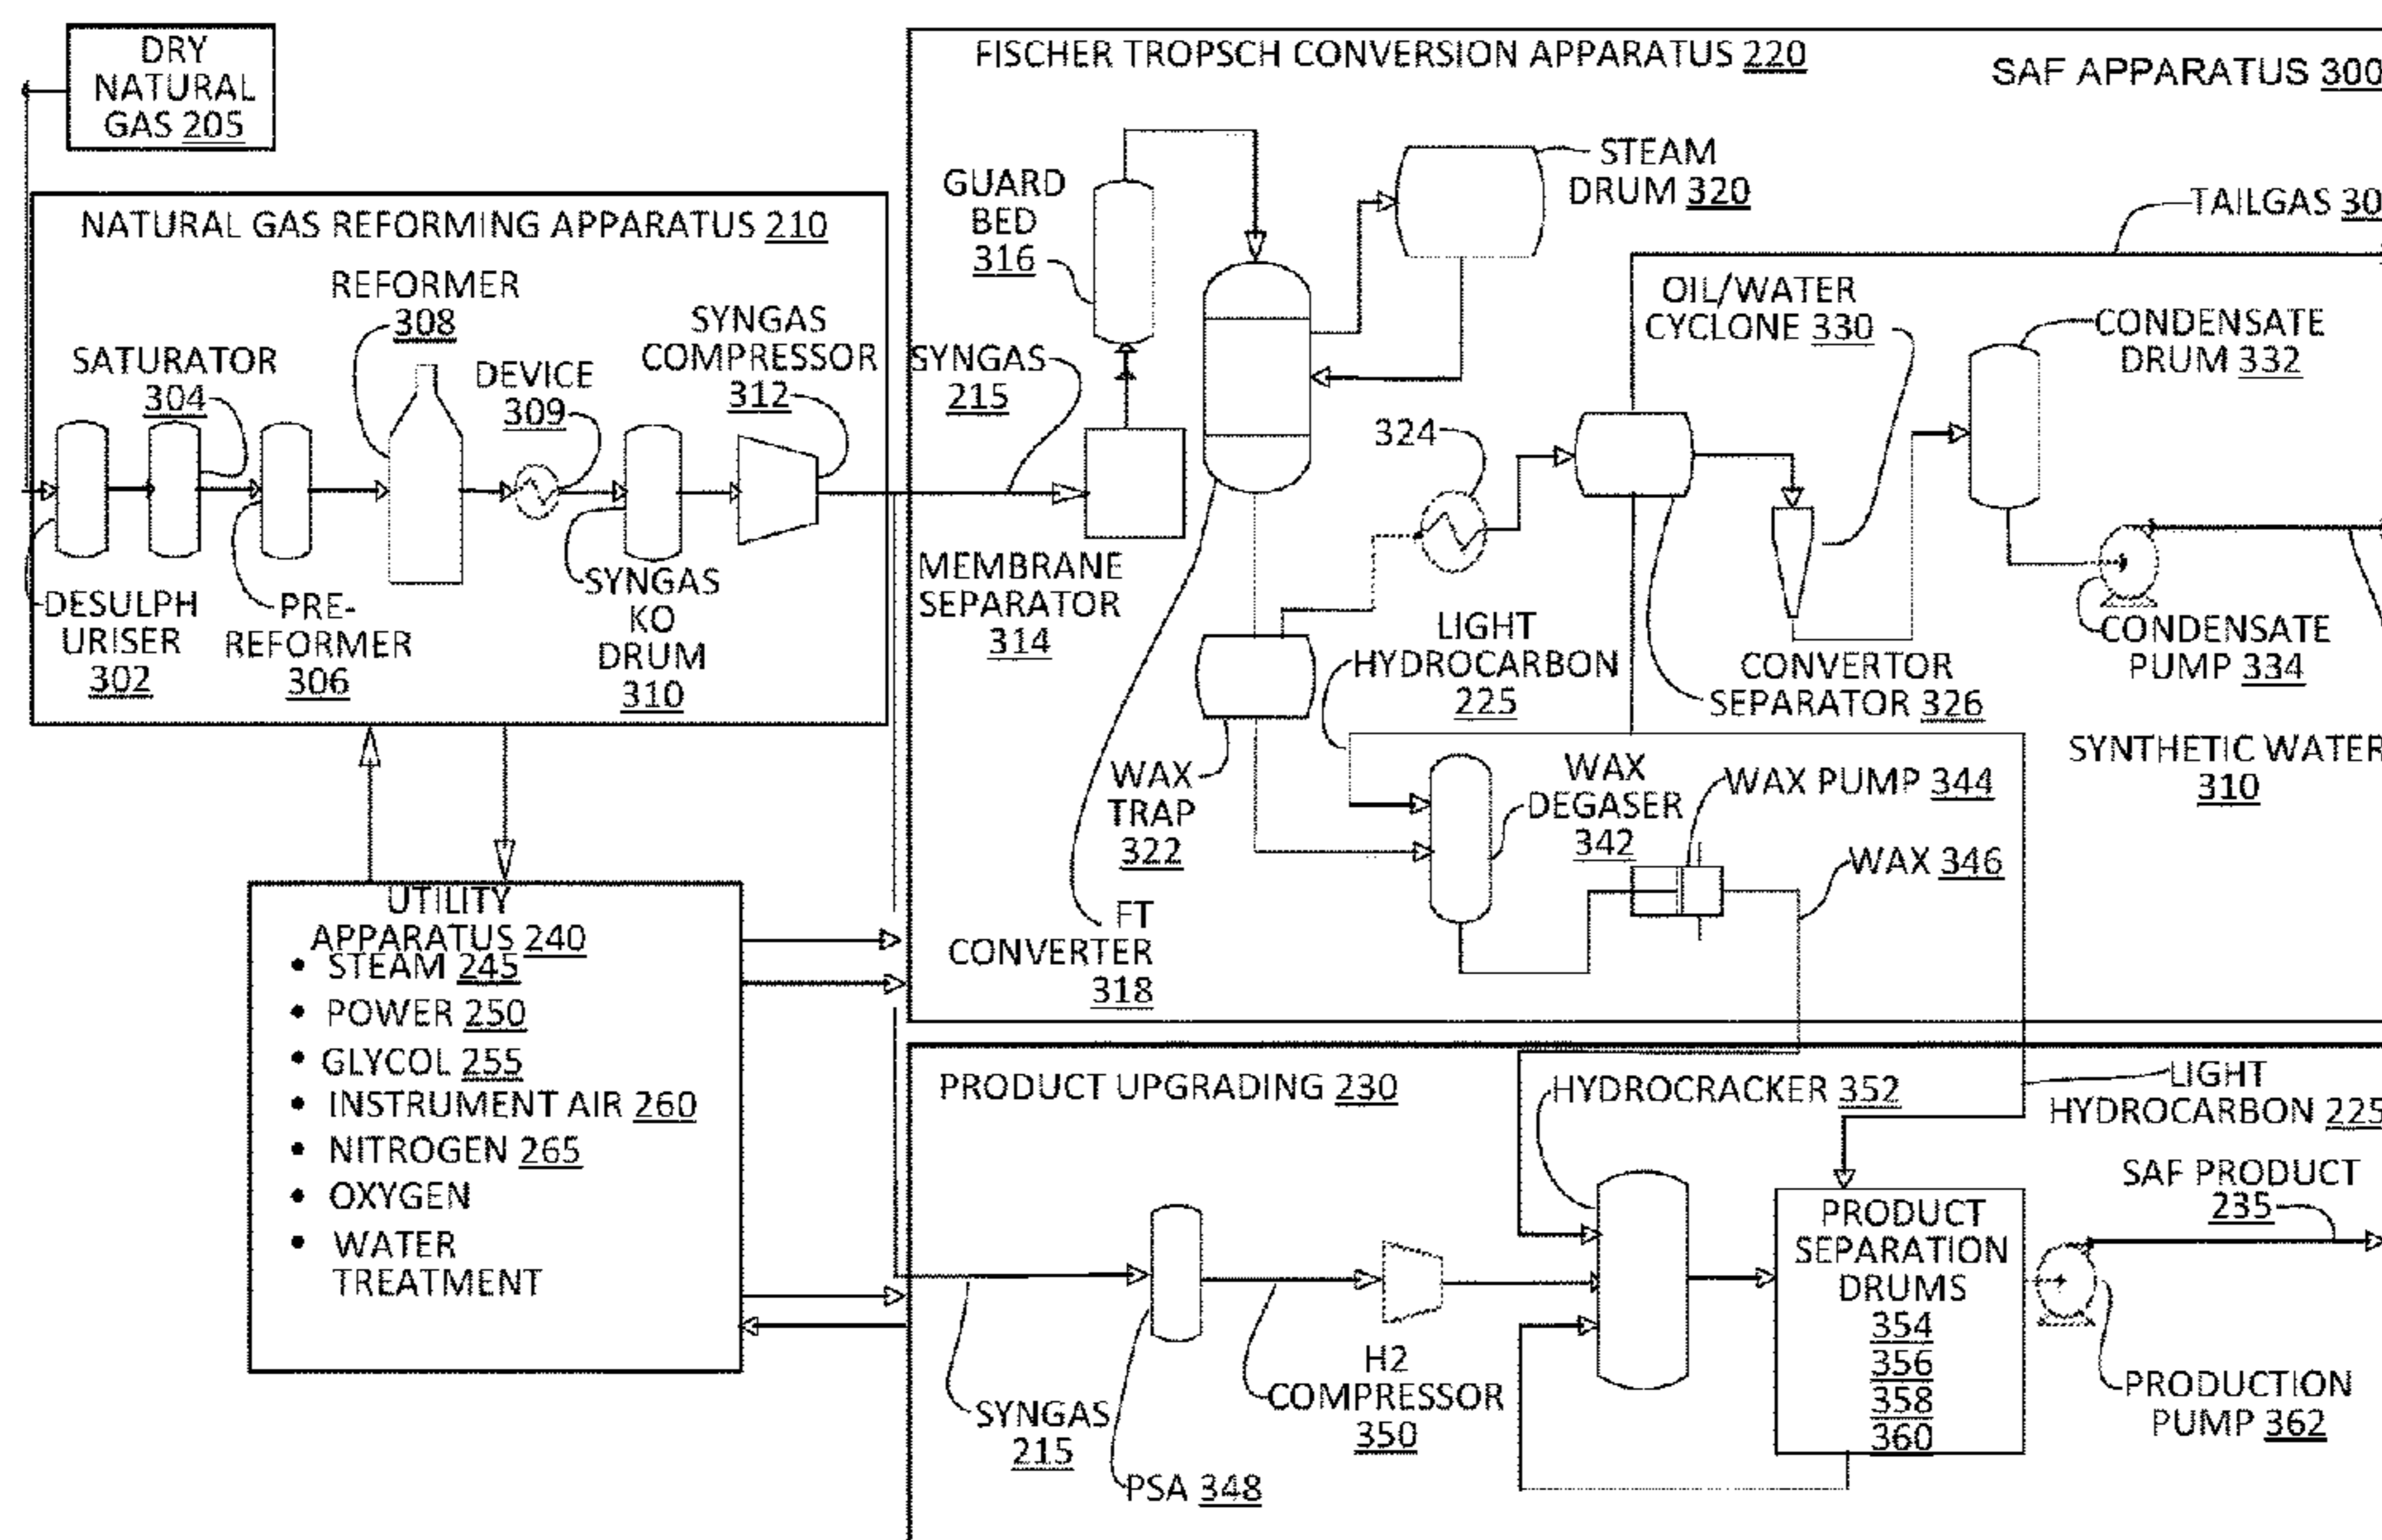 DRY
NATURAL
GAS 205
NATURAL GAS REFORMING APPARATUS 210
REFORMER
308
SATURATOR
304
DEVICE
309
SYNGAS
COMPRESSOR
312
DESULPH
URISER
302
PRE-
REFORMER
306
SYNGAS
KO
DRUM
310
UTILITY
APPARATUS 240
• STEAM 245
• POWER 250
• GLYCOL 255
• INSTRUMENT AIR 260
• NITROGEN 265
• OXYGEN
• WATER
TREATMENT
FISCHER TROPSCH CONVERSION APPARATUS 220
SAF APPARATUS 300
GUARD
BED
316
STEAM
DRUM 320
TAILGAS 30
SYNGAS
215
OIL/WATER
CYCLONE 330
CONDENSATE
DRUM 332
324
MEMBRANE
SEPARATOR
314
LIGHT
HYDROCARBON
225
CONVERTOR
SEPARATOR 326
CONDENSATE
PUMP 334
SYNTHETIC WATER
310
WAX
TRAP
322
WAX
DEGASER
342
WAX PUMP 344
WAX 346
FT
CONVERTER
318
PRODUCT UPGRADING 230
HYDROCRACKER 352
LIGHT
HYDROCARBON 225
SAF PRODUCT
235
PRODUCT
SEPARATION
DRUMS
354
356
358
360
SYNGAS
215
PSA 348
H2
COMPRESSOR
350
PRODUCTION
PUMP 362